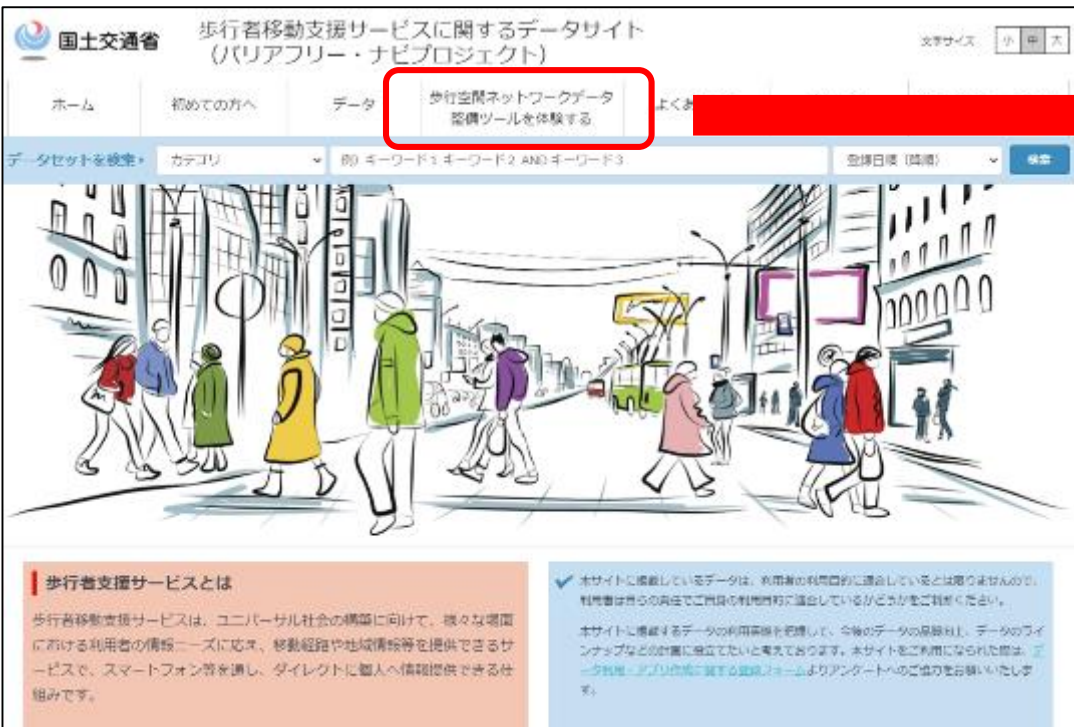 国土交通省
歩行者移動支援サービスに関するデータサイト
(バリアフリー・ナビプロジェクト)
文字サイズ 小 中 大
ホーム 初めての方へ データ 歩行空間ネットワークデータ
整備ツールを体験する
よくあ
データセットを検索 カテゴリ 例) キーワード1 キーワード2 AND キーワード3 登録日順 (降順) 検索
歩行者支援サービスとは
歩行者移動支援サービスは、ユニバーサル社会の構築に向けて、様々な場面
における利用者の情報ニーズに応え、移動経路や地域情報等を提供できるサ
ービスで、スマートフォン等を通し、ダイレクトに個人へ情報提供できる仕
組みです。
本サイトに掲載しているデータは、利用者の利用目的に適合しているとは限りませんので、
利用者は自らの責任でご自身の利用目的に適合しているかどうかをご判断ください。
本サイトに掲載するデータの利用実態を把握して、今後のデータの品質向上、データのライ
ンナップなどの計画に役立てたいと考えております。本サイトをご利用になられた際は、デ
ータ利用・アプリ作成に関する登録フォームよりアンケートへのご協力をお願いいたしま
す。